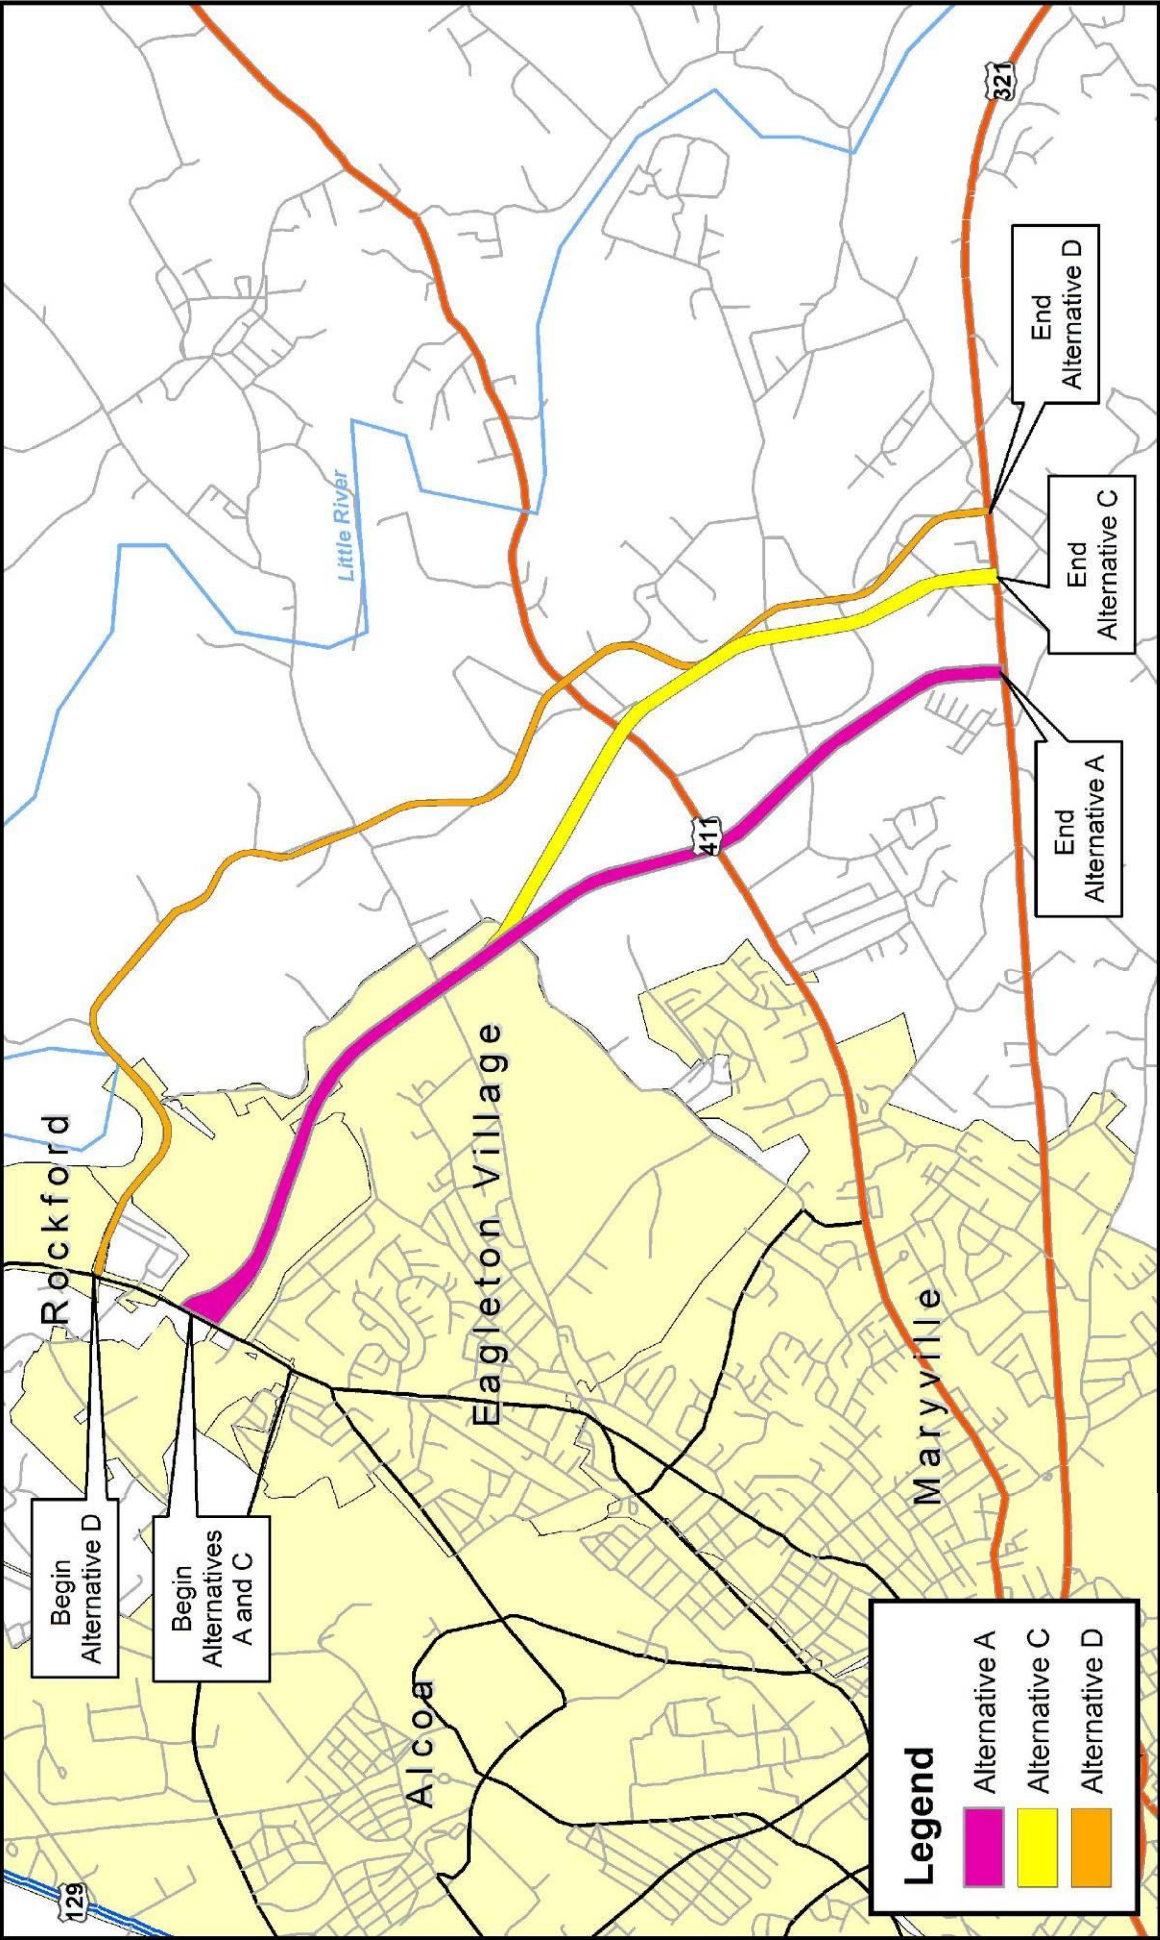 129
Begin
Alternative D
Begin
Alternatives
A and C
Rockford
Little River
Alcoa
Eagleton Village
411
Maryville
End
Alternative A
End
Alternative C
End
Alternative D
321
Legend
Alternative A
Alternative C
Alternative D